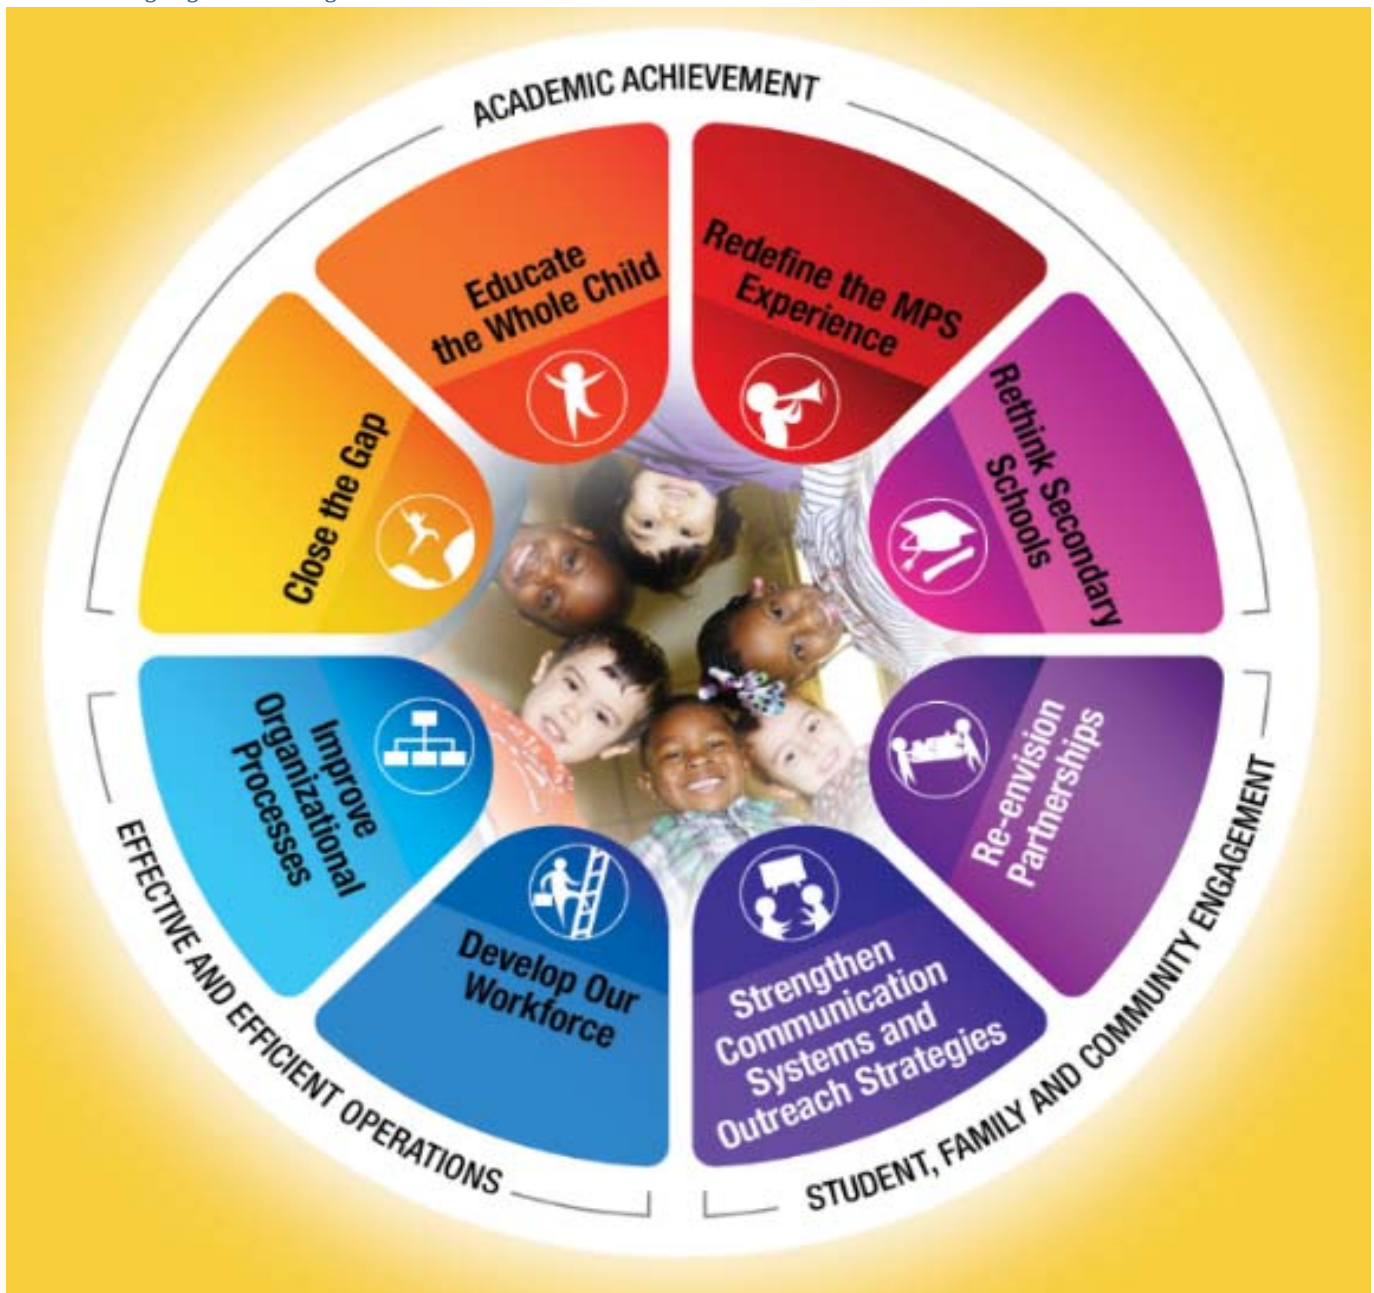 ACADEMIC ACHIEVEMENT
Educate
the Whole Child
Redefine the MPS
Experience
Close the Gap
Rethink Secondary
Schools
Improve
Organizational
Processes
Re-envision
Partnerships
Develop Our
Workforce
Strengthen
Communication
Systems and
Outreach Strategies
EFFECTIVE AND EFFICIENT OPERATIONS
STUDENT, FAMILY AND COMMUNITY ENGAGEMENT